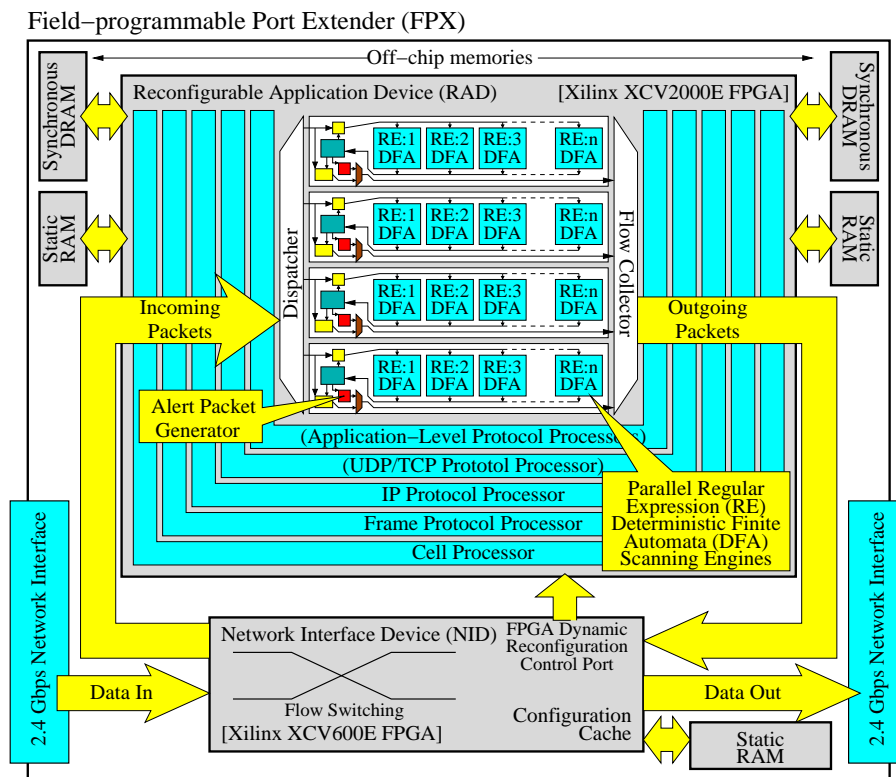 Field−programmable Port Extender (FPX)
Off−chip memories
Synchronous
DRAM
Reconfigurable Application Device (RAD)
[Xilinx XCV2000E FPGA]
Synchronous
DRAM
Static
RAM
Static
RAM
Dispatcher
RE:1
DFA
RE:2
DFA
RE:3
DFA
RE:n
DFA
RE:1
DFA
RE:2
DFA
RE:3
DFA
RE:n
DFA
RE:1
DFA
RE:2
DFA
RE:3
DFA
RE:n
DFA
RE:1
DFA
RE:2
DFA
RE:3
DFA
RE:n
DFA
Flow Collector
Incoming
Packets
Outgoing
Packets
Alert Packet
Generator
(Application−Level Protocol Processors)
(UDP/TCP Prototol Processor)
IP Protocol Processor
Frame Protocol Processor
Cell Processor
Parallel Regular
Expression (RE)
Deterministic Finite
Automata (DFA)
Scanning Engines
2.4 Gbps Network Interface
2.4 Gbps Network Interface
Network Interface Device (NID)
FPGA Dynamic
Reconfiguration
Control Port
Data In
Data Out
Flow Switching
[Xilinx XCV600E FPGA]
Configuration
Cache
Static
RAM